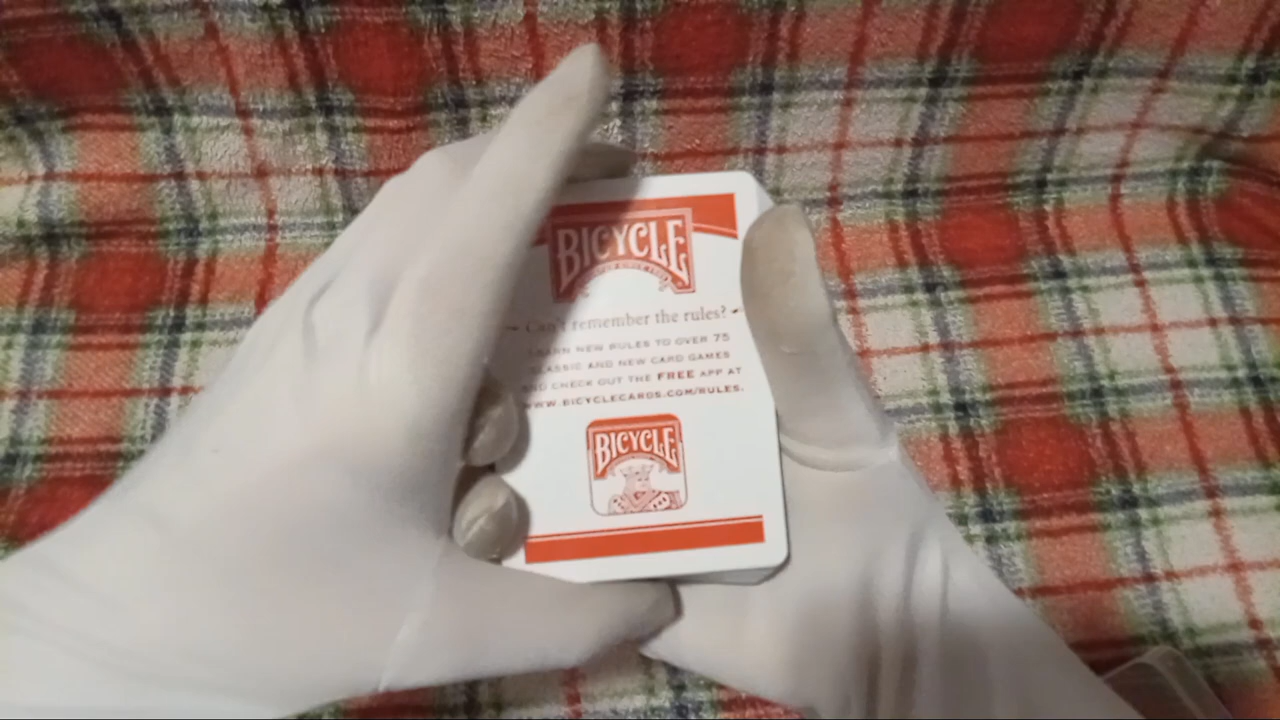 BICYCLE
Can't remember the rules?
LEARN NEW RULES TO OVER 75
CLASSIC AND NEW CARD GAMES
AND CHECK OUT THE FREE APP AT
WWW.BICYCLECARDS.COM/RULES.
BICYCLE